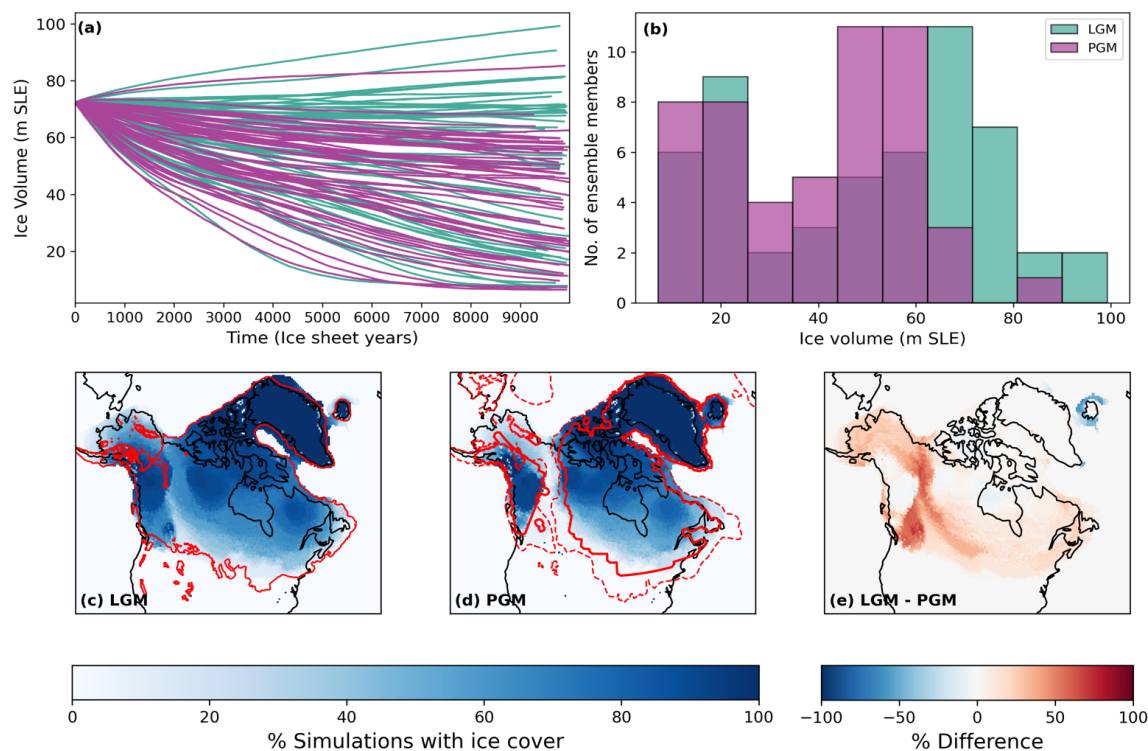 (a)
100
80
60
40
20
Ice Volume (m SLE)
0 1000 2000 3000 4000 5000 6000 7000 8000 9000
Time (Ice sheet years)
(b)
LGM
PGM
10
8
6
4
2
0
No. of ensemble members
20 40 60 80 100
Ice volume (m SLE)
(c) LGM
(d) PGM
(e) LGM - PGM
0 20 40 60 80 100
% Simulations with ice cover
−100 −50 0 50 100
% Difference